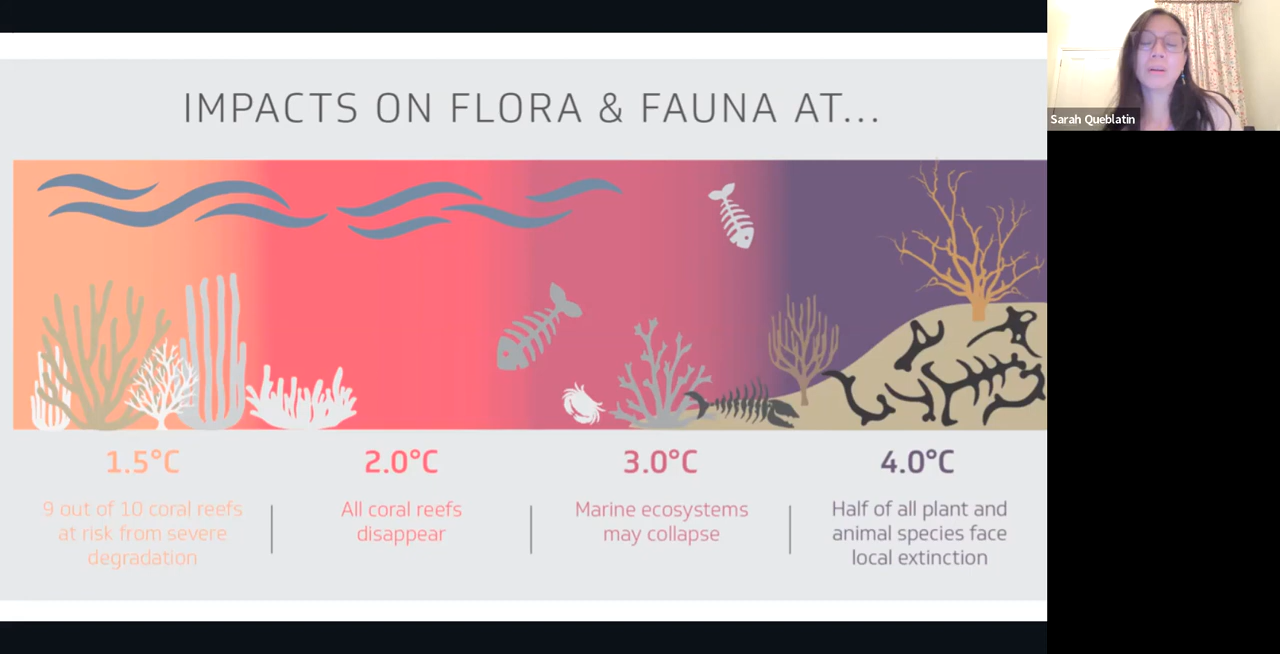 IMPACTS ON FLORA & FAUNA AT...
Sarah Queblatin
1.5°C
9 out of 10 coral reefs
at risk from severe
degradation
2.0°C
All coral reefs
disappear
3.0°C
Marine ecosystems
may collapse
4.0°C
Half of all plant and
animal species face
local extinction